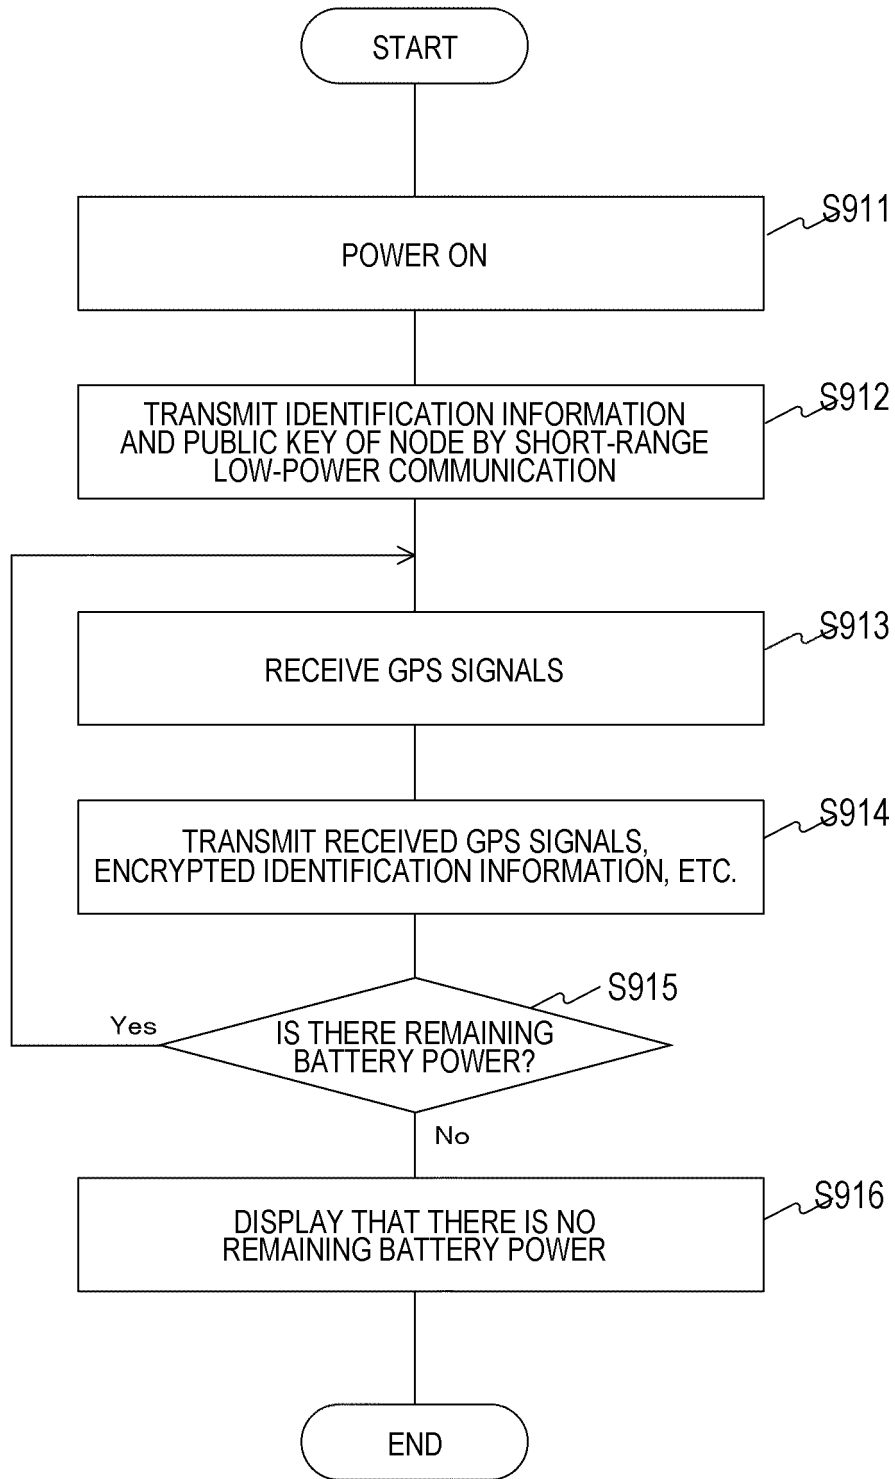 START
S911
POWER ON
S912
TRANSMIT IDENTIFICATION INFORMATION
AND PUBLIC KEY OF NODE BY SHORT-RANGE
LOW-POWER COMMUNICATION
S913
RECEIVE GPS SIGNALS
S914
TRANSMIT RECEIVED GPS SIGNALS,
ENCRYPTED IDENTIFICATION INFORMATION, ETC.
S915
Yes
IS THERE REMAINING
BATTERY POWER?
No
S916
DISPLAY THAT THERE IS NO
REMAINING BATTERY POWER
END